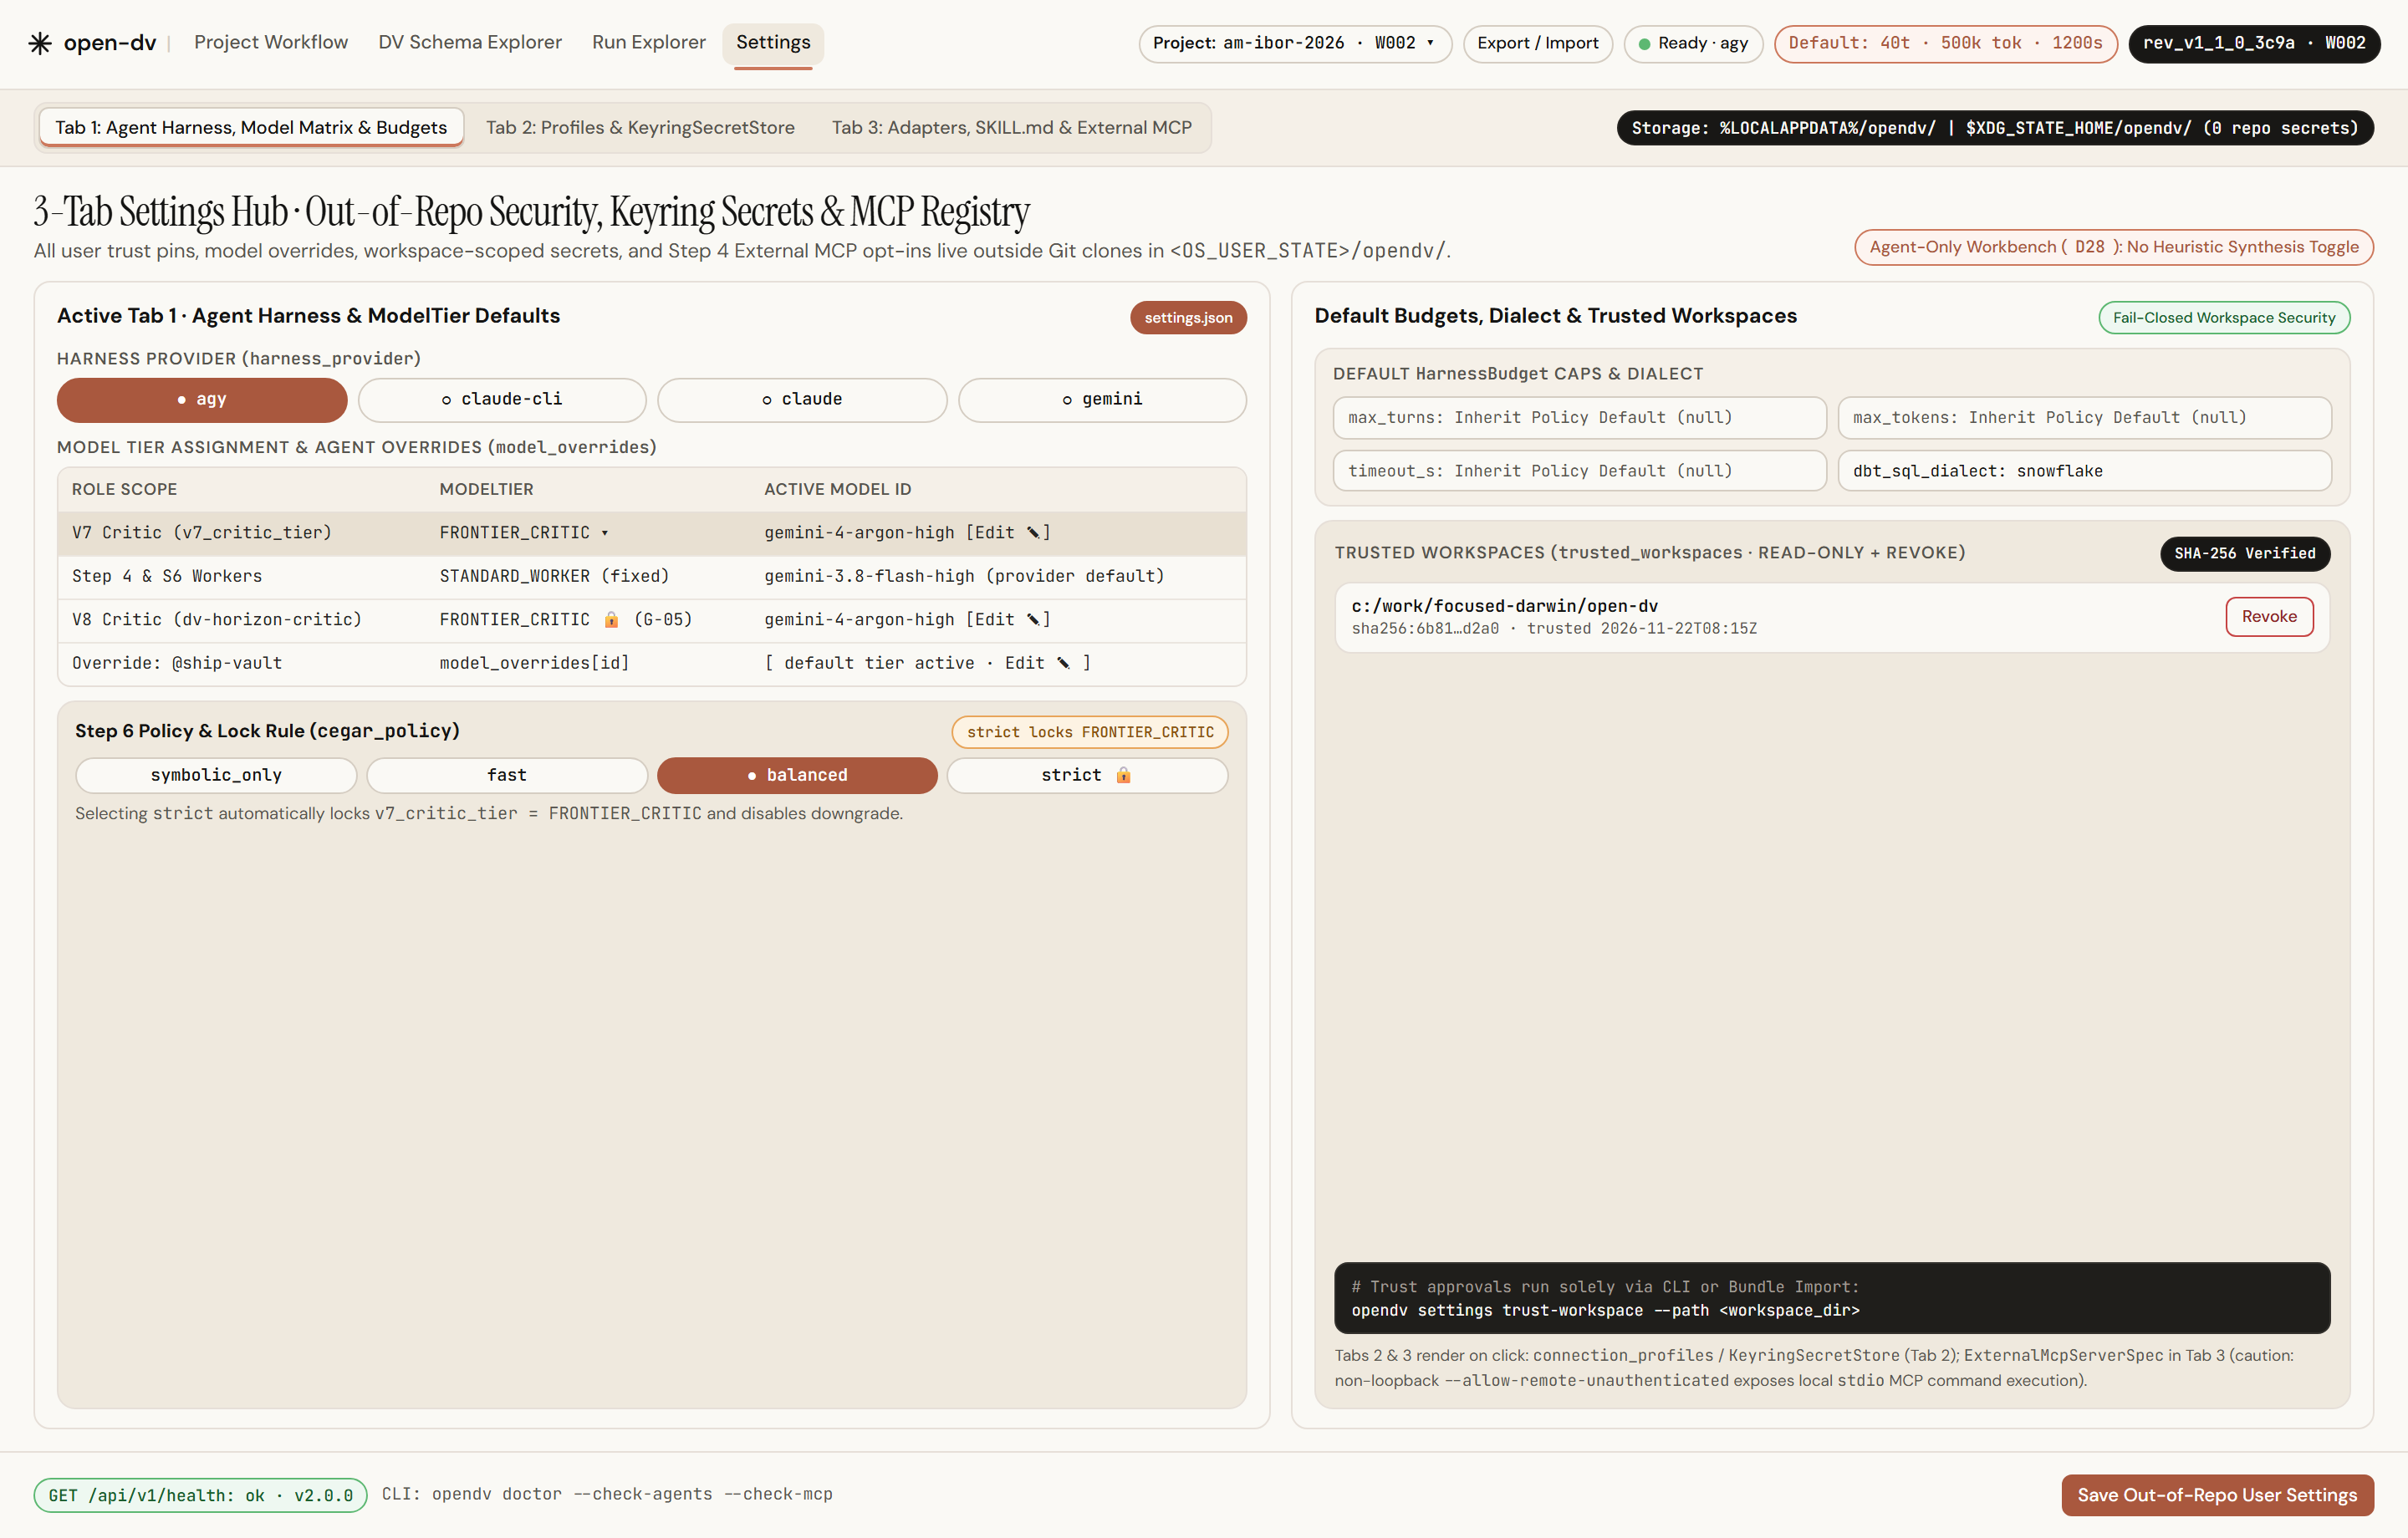 open-dv | Project Workflow DV Schema Explorer Run Explorer Settings
Project: am-ibor-2026 · W002 ▾ Export / Import Ready · agy Default: 40t · 500k tok · 1200s rev_v1_1_0_3c9a · W002
Tab 1: Agent Harness, Model Matrix & Budgets Tab 2: Profiles & KeyringSecretStore Tab 3: Adapters, SKILL.md & External MCP
Storage: %LOCALAPPDATA%/opendv/ | $XDG_STATE_HOME/opendv/ (0 repo secrets)
3-Tab Settings Hub · Out-of-Repo Security, Keyring Secrets & MCP Registry
All user trust pins, model overrides, workspace-scoped secrets, and Step 4 External MCP opt-ins live outside Git clones in <OS_USER_STATE>/opendv/.
Agent-Only Workbench ( D28 ): No Heuristic Synthesis Toggle
Active Tab 1 · Agent Harness & ModelTier Defaults settings.json
HARNESS PROVIDER (harness_provider)
● agy ○ claude-cli ○ claude ○ gemini
MODEL TIER ASSIGNMENT & AGENT OVERRIDES (model_overrides)
ROLE SCOPE MODELTIER ACTIVE MODEL ID
V7 Critic (v7_critic_tier) FRONTIER_CRITIC ▾ gemini-4-argon-high [Edit ✎]
Step 4 & S6 Workers STANDARD_WORKER (fixed) gemini-3.8-flash-high (provider default)
V8 Critic (dv-horizon-critic) FRONTIER_CRITIC 🔒 (G-05) gemini-4-argon-high [Edit ✎]
Override: @ship-vault model_overrides[id] [ default tier active · Edit ✎ ]
Step 6 Policy & Lock Rule (cegar_policy) strict locks FRONTIER_CRITIC
symbolic_only fast ● balanced strict 🔒
Selecting strict automatically locks v7_critic_tier = FRONTIER_CRITIC and disables downgrade.
Default Budgets, Dialect & Trusted Workspaces Fail-Closed Workspace Security
DEFAULT HarnessBudget CAPS & DIALECT
max_turns: Inherit Policy Default (null) max_tokens: Inherit Policy Default (null)
timeout_s: Inherit Policy Default (null) dbt_sql_dialect: snowflake
TRUSTED WORKSPACES (trusted_workspaces · READ-ONLY + REVOKE) SHA-256 Verified
c:/work/focused-darwin/open-dv
sha256:6b81…d2a0 · trusted 2026-11-22T08:15Z
Revoke
# Trust approvals run solely via CLI or Bundle Import:
opendv settings trust-workspace --path <workspace_dir>
Tabs 2 & 3 render on click: connection_profiles / KeyringSecretStore (Tab 2); ExternalMcpServerSpec in Tab 3 (caution:
non-loopback --allow-remote-unauthenticated exposes local stdio MCP command execution).
GET /api/v1/health: ok · v2.0.0 CLI: opendv doctor --check-agents --check-mcp
Save Out-of-Repo User Settings